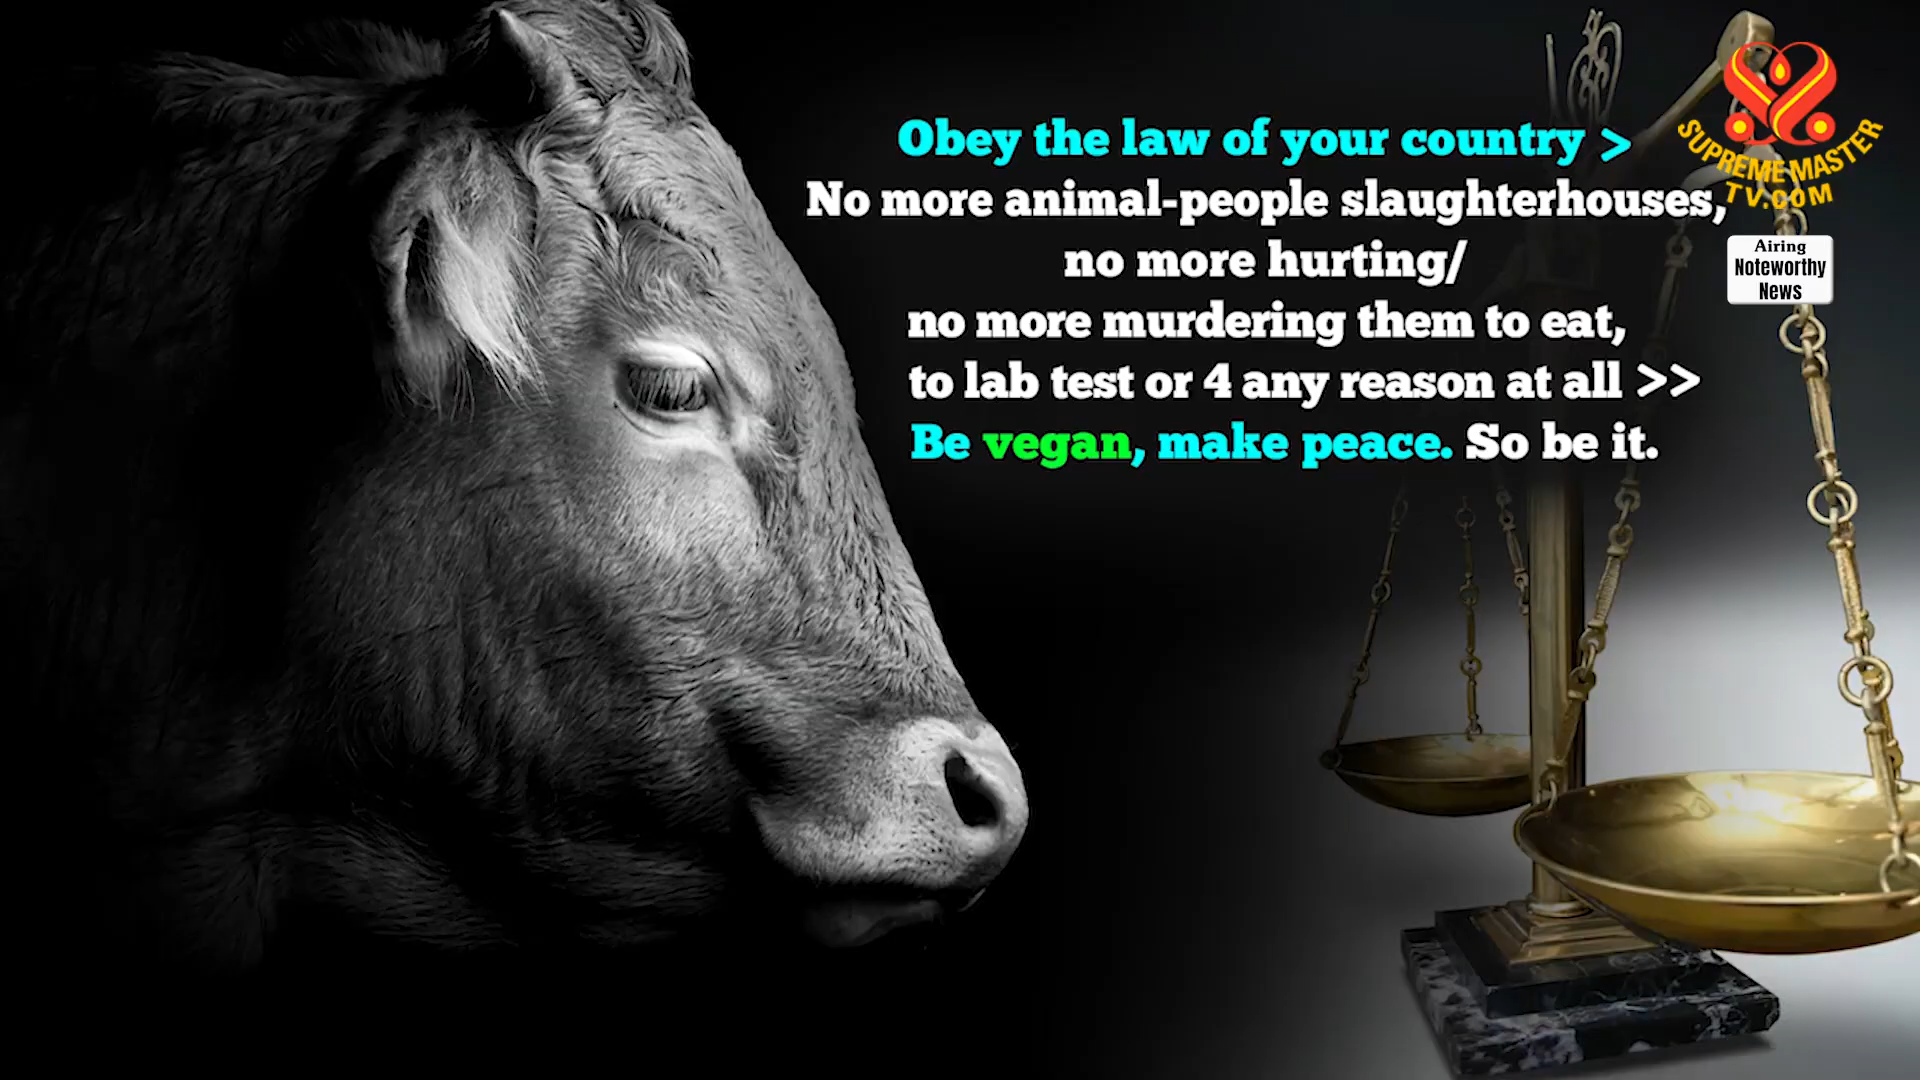 Obey the law of your country >
No more animal-people slaughterhouses,
no more hurting/
no more murdering them to eat,
to lab test or 4 any reason at all >>
Be vegan, make peace. So be it.
SUPREME MASTER
TV.COM
Airing
Noteworthy
News